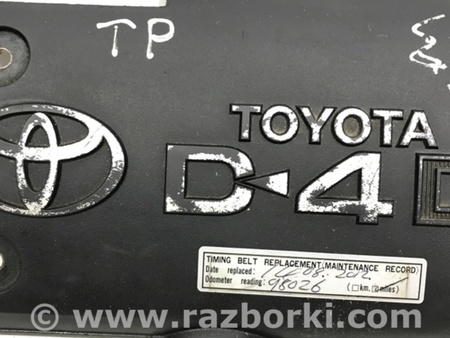 TP
TOYOTA
D-4D
TIMING BELT REPLACEMENT(MAINTENANCE RECORD)
Date replaced: 14.08.2012
Odometer reading: 98026 (□km, ☑miles)
www.razborki.com